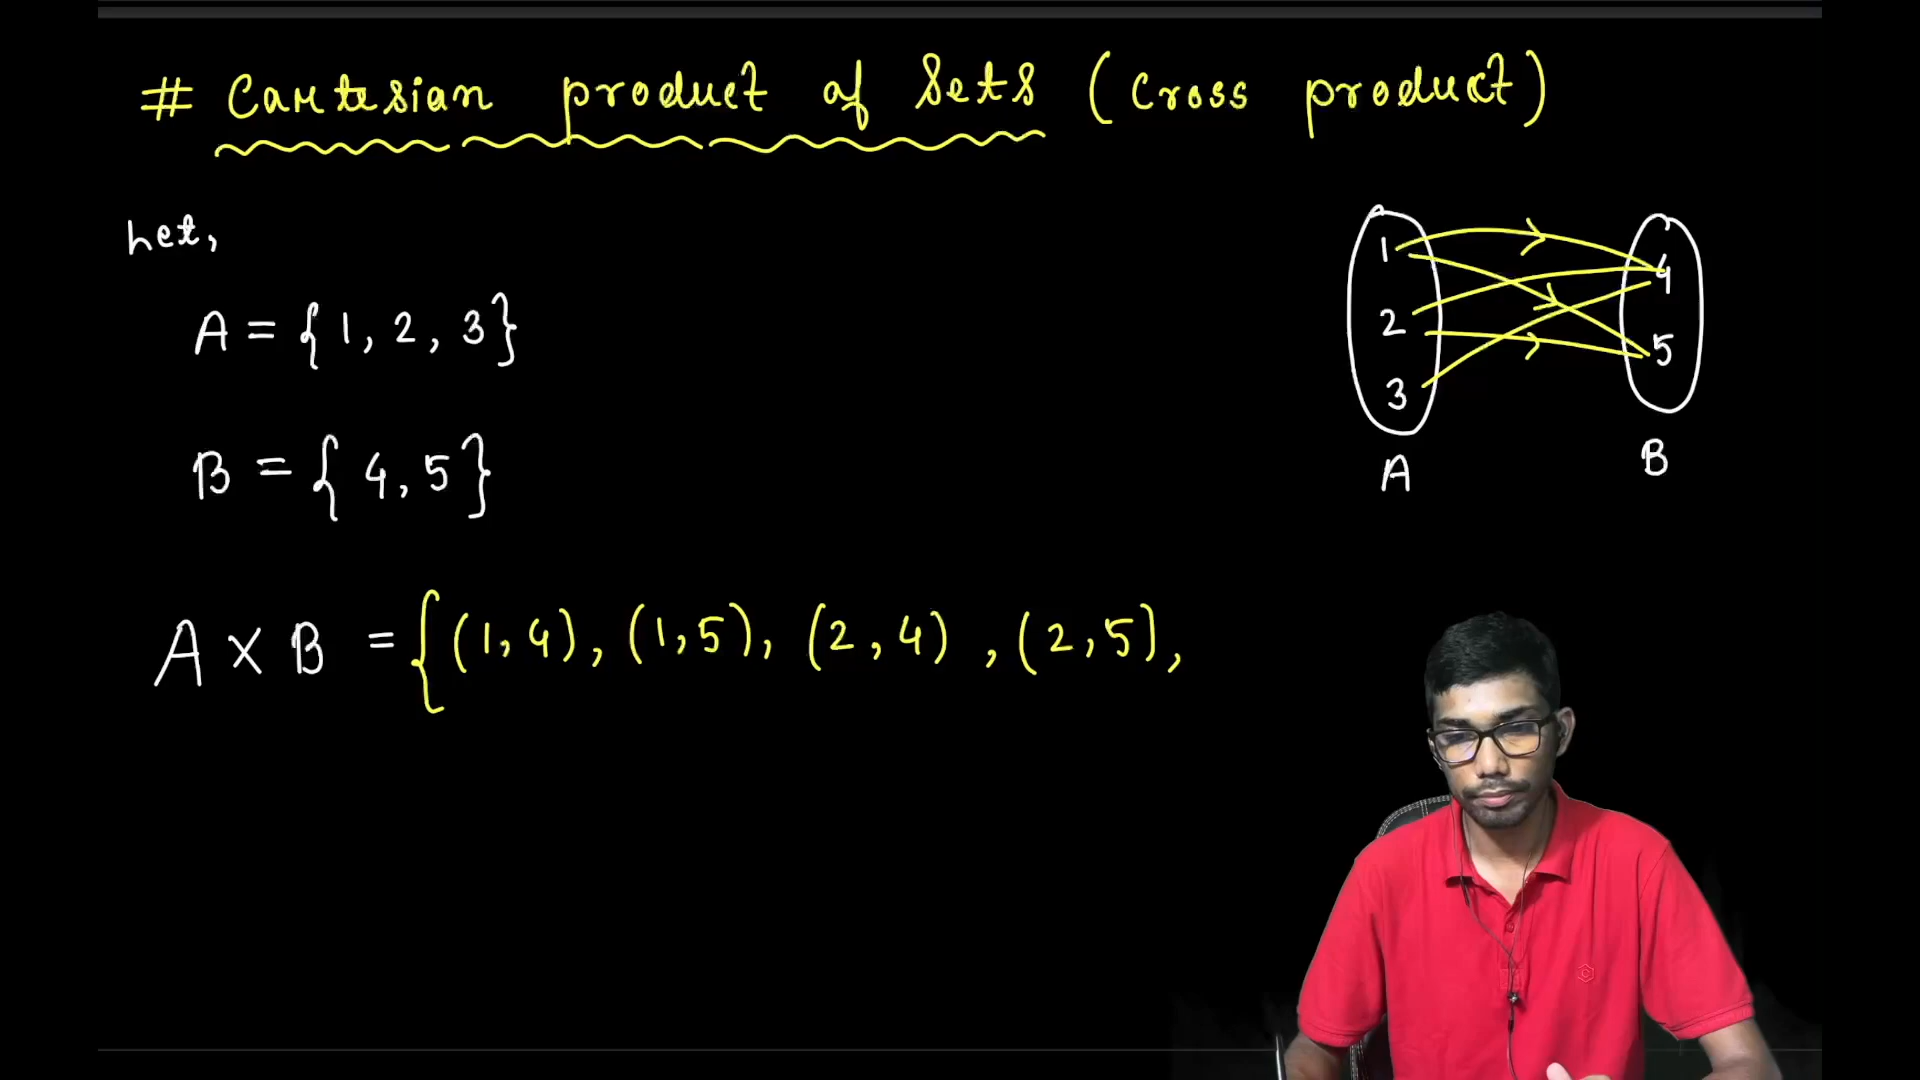 # Cartesian product of Sets (Cross product)
Let,
A = {1, 2, 3}
B = {4, 5}
A × B = {(1,4), (1,5), (2,4), (2,5),
1
2
3
A
4
5
B